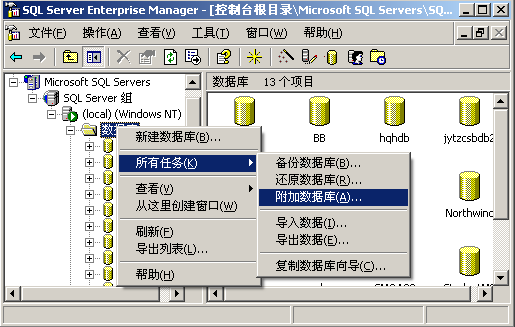 SQL Server Enterprise Manager - [控制台根目录\Microsoft SQL Servers\SQ...
文件(F) 操作(A) 查看(V) 工具(T) 窗口(W) 帮助(H)
Microsoft SQL Servers
SQL Server 组
(local) (Windows NT)
数据库 13 个项目
BB
hqhdb
jytzcsbdb2
Northwind
新建数据库(B)...
所有任务(K)
查看(V)
从这里创建窗口(W)
刷新(F)
导出列表(L)...
帮助(H)
备份数据库(B)...
还原数据库(R)...
附加数据库(A)...
导入数据(I)...
导出数据(E)...
复制数据库向导(C)...